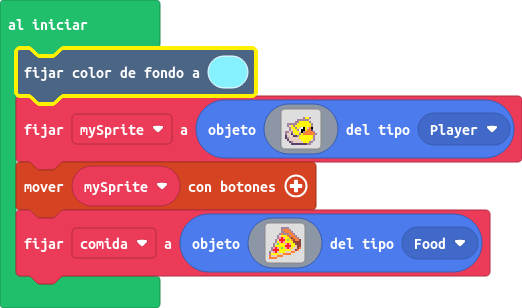 al iniciar
fijar color de fondo a
fijar mySprite a objeto del tipo Player
mover mySprite con botones
fijar comida a objeto del tipo Food